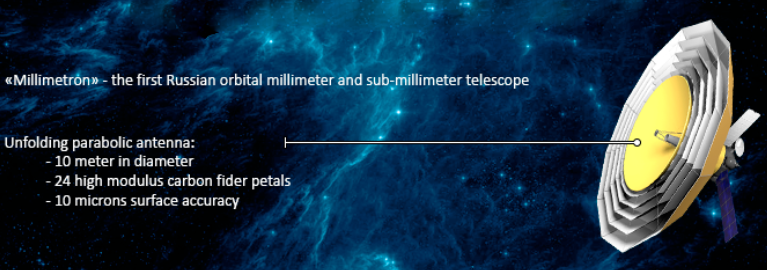 «Millimetron» - the first Russian orbital millimeter and sub-millimeter telescope
Unfolding parabolic antenna:
- 10 meter in diameter
- 24 high modulus carbon fider petals
- 10 microns surface accuracy